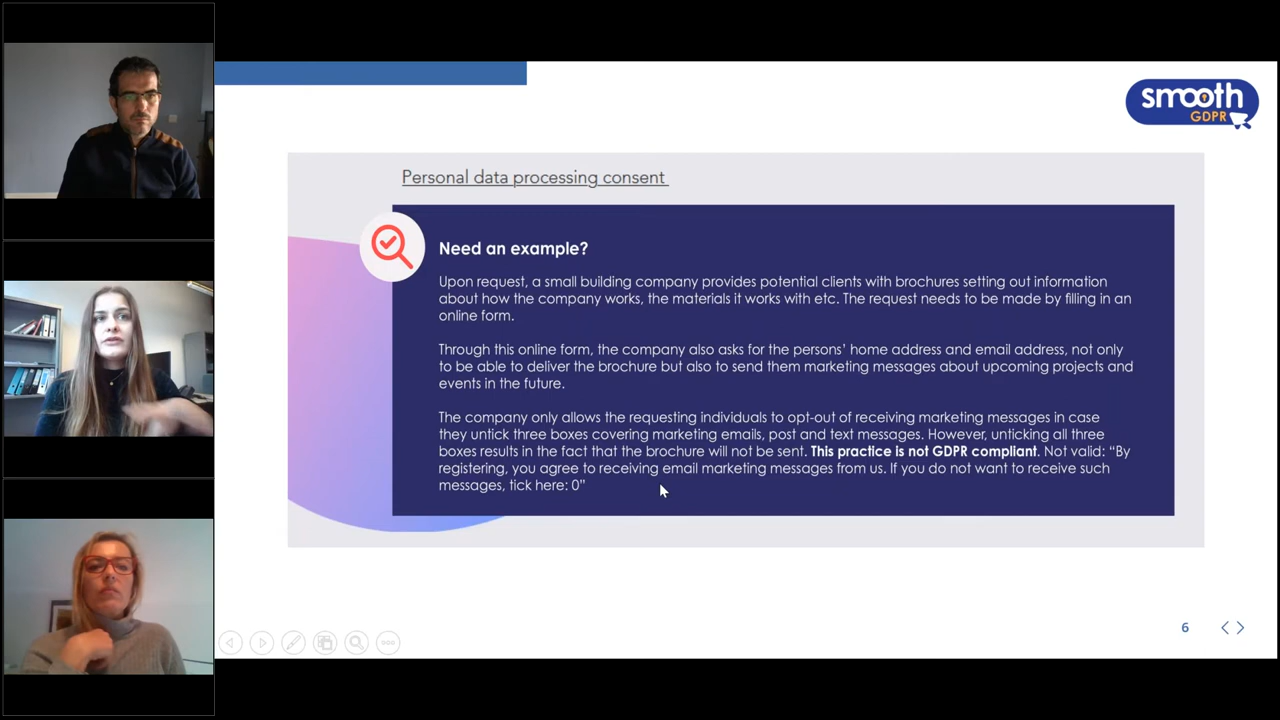 smooth
GDPR
Personal data processing consent
Need an example?
Upon request, a small building company provides potential clients with brochures setting out information
about how the company works, the materials it works with etc. The request needs to be made by filling in an
online form.
Through this online form, the company also asks for the persons’ home address and email address, not only
to be able to deliver the brochure but also to send them marketing messages about upcoming projects and
events in the future.
The company only allows the requesting individuals to opt-out of receiving marketing messages in case
they untick three boxes covering marketing emails, post and text messages. However, unticking all three
boxes results in the fact that the brochure will not be sent. This practice is not GDPR compliant. Not valid: “By
registering, you agree to receiving email marketing messages from us. If you do not want to receive such
messages, tick here: 0”
6